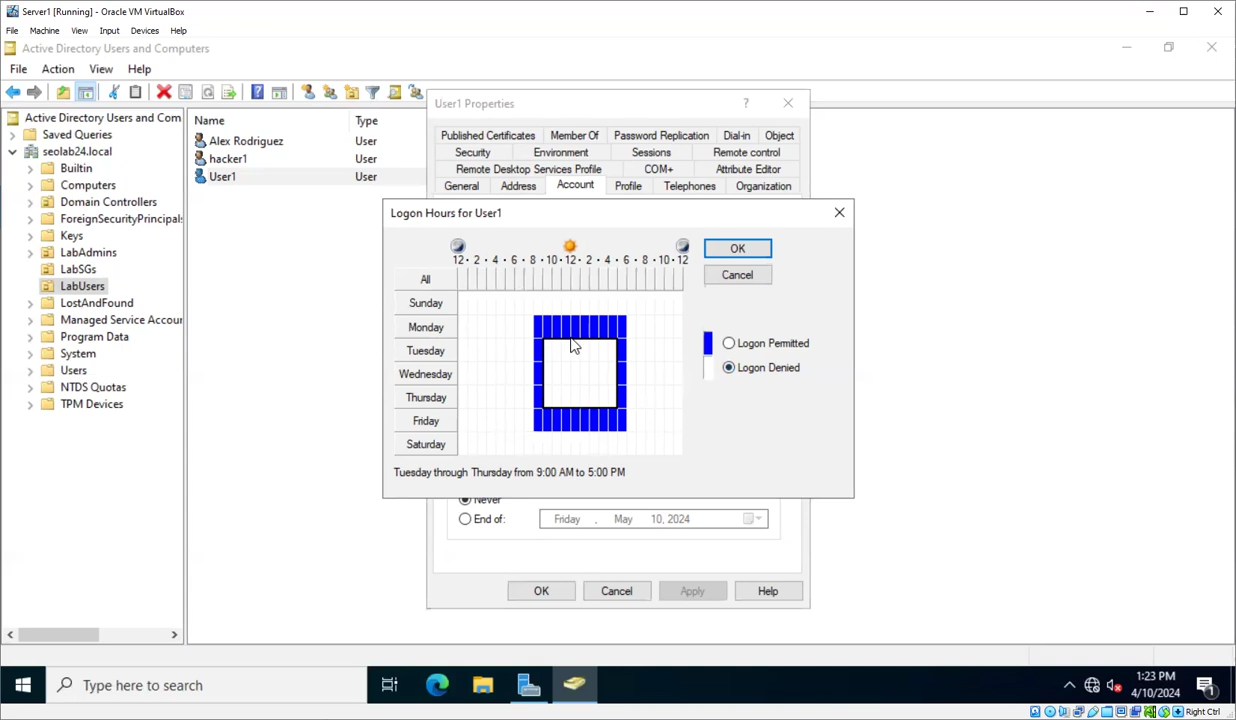 Server1 [Running] - Oracle VM VirtualBox
File Machine View Input Devices Help
Active Directory Users and Computers
File Action View Help
Active Directory Users and Com
Saved Queries
seolab24.local
Builtin
Computers
Domain Controllers
ForeignSecurityPrincipals
Keys
LabAdmins
LabSGs
LabUsers
LostAndFound
Managed Service Accour
Program Data
System
Users
NTDS Quotas
TPM Devices
Name Type
Alex Rodriguez User
hacker1 User
User1 User
User1 Properties
Published Certificates Member Of Password Replication Dial-in Object
Security Environment Sessions Remote control
Remote Desktop Services Profile COM+ Attribute Editor
General Address Account Profile Telephones Organization
Logon Hours for User1
12 · 2 · 4 · 6 · 8 · 10 · 12 · 2 · 4 · 6 · 8 · 10 · 12
All
Sunday
Monday
Tuesday
Wednesday
Thursday
Friday
Saturday
OK
Cancel
Logon Permitted
Logon Denied
Tuesday through Thursday from 9:00 AM to 5:00 PM
Never
End of: Friday , May 10, 2024
OK Cancel Apply Help
Type here to search
1:23 PM
4/10/2024
1
Right Ctrl